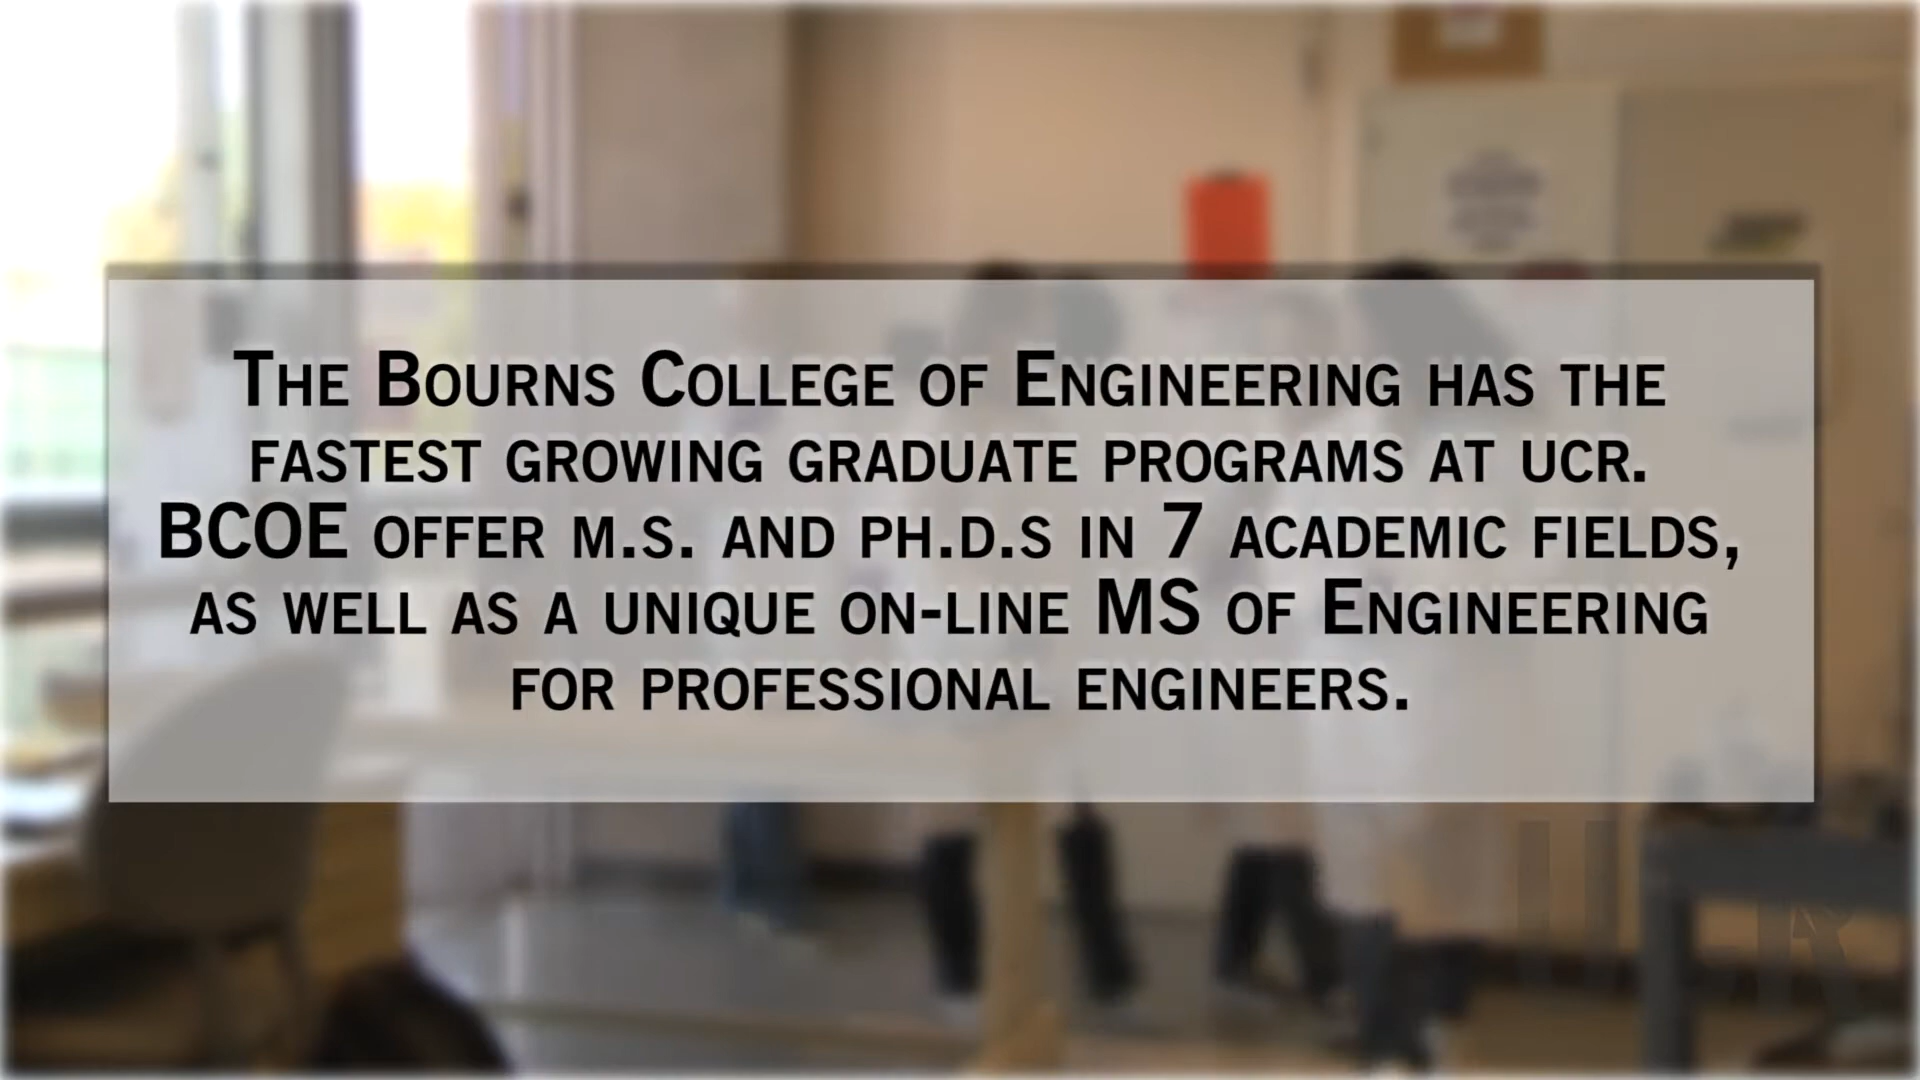 The Bourns College of Engineering has the
fastest growing graduate programs at ucr.
BCOE offer m.s. and ph.d.s in 7 academic fields,
as well as a unique on-line MS of Engineering
for professional engineers.